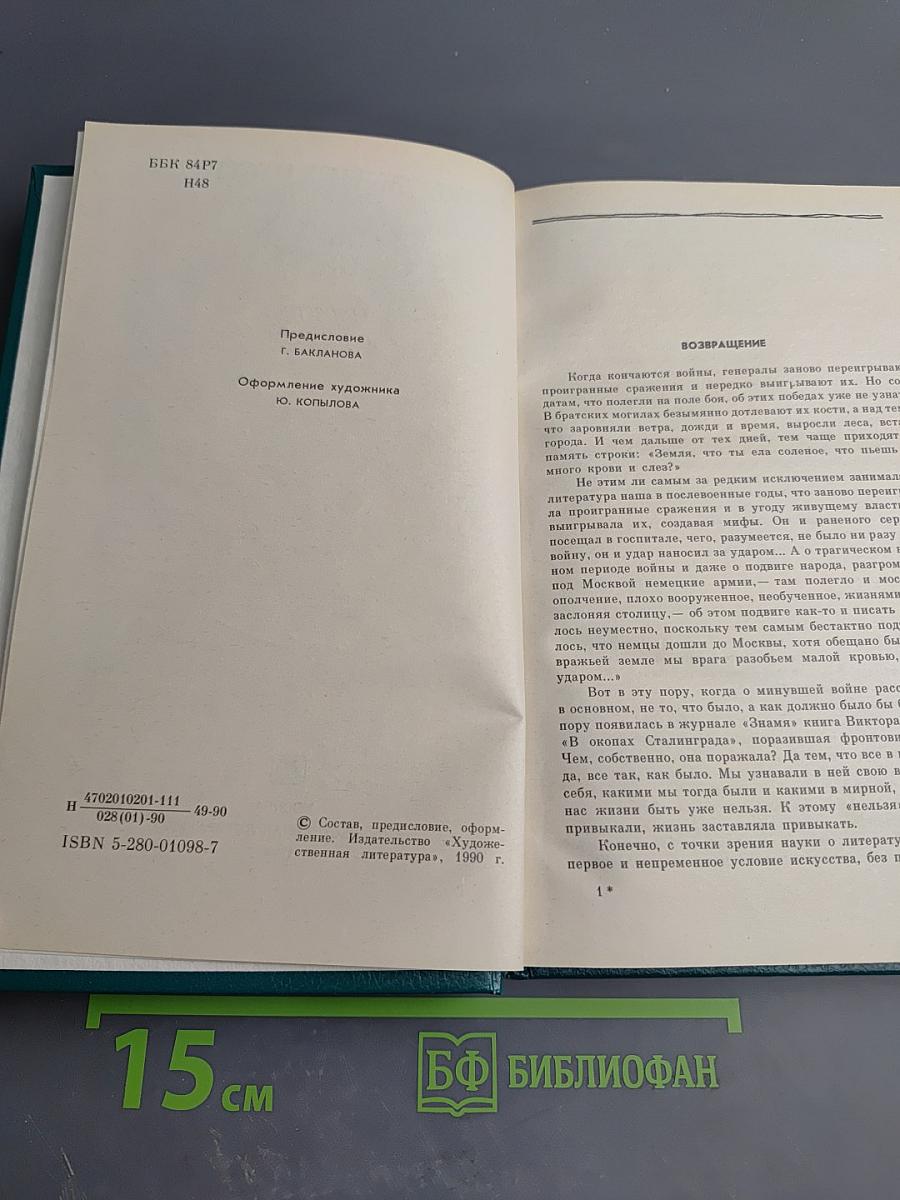 ББК 84Р7
Н48
Предисловие
Г. БАКЛАНОВА
Оформление художника
Ю. КОПЫЛОВА
Н 4702010201-111 49-90
028(01)-90
ISBN 5-280-01098-7
© Состав, предисловие, оформ-
ление. Издательство «Художе-
ственная литература», 1990 г.
ВОЗВРАЩЕНИЕ
Когда кончаются войны, генералы заново переигрывают
проигранные сражения и нередко выигрывают их. Но со
датам, что полегли на поле боя, об этих победах уже не узна
В братских могилах безымянно дотлевают их кости, а над тем
что заровняли ветра, дожди и время, выросли леса, вст
города. И чем дальше от тех дней, тем чаще приходят
память строки: «Земля, что ты ела соленое, что пьешь
много крови и слез?»
Не этим ли самым за редким исключением занимал
литература наша в послевоенные годы, что заново переиг
ла проигранные сражения и в угоду живущему власт
выигрывала их, создавая мифы. Он и раненого сер
посещал в госпитале, чего, разумеется, не было ни разу
войну, он и удар наносил за ударом... А о трагическом
ном периоде войны и даже о подвиге народа, разгром
под Москвой немецкие армии,— там полегло и мос
ополчение, плохо вооруженное, необученное, жизнями
заслоняя столицу,— об этом подвиге как-то и писать
лось неуместно, поскольку тем самым бестактно под
лось, что немцы дошли до Москвы, хотя обещано бы
вражьей земле мы врага разобьем малой кровью,
ударом...»
Вот в эту пору, когда о минувшей войне расс
в основном, не то, что было, а как должно было бы б
пору появилась в журнале «Знамя» книга Виктора
«В окопах Сталинграда», поразившая фронтови
Чем, собственно, она поражала? Да тем, что все в
да, все так, как было. Мы узнавали в ней свою в
себя, какими мы тогда были и какими в мирной,
нас жизни быть уже нельзя. К этому «нельзя»
привыкали, жизнь заставляла привыкать.
Конечно, с точки зрения науки о литерату
первое и непременное условие искусства, без п
1*
15 см
БФ БИБЛИОФАН